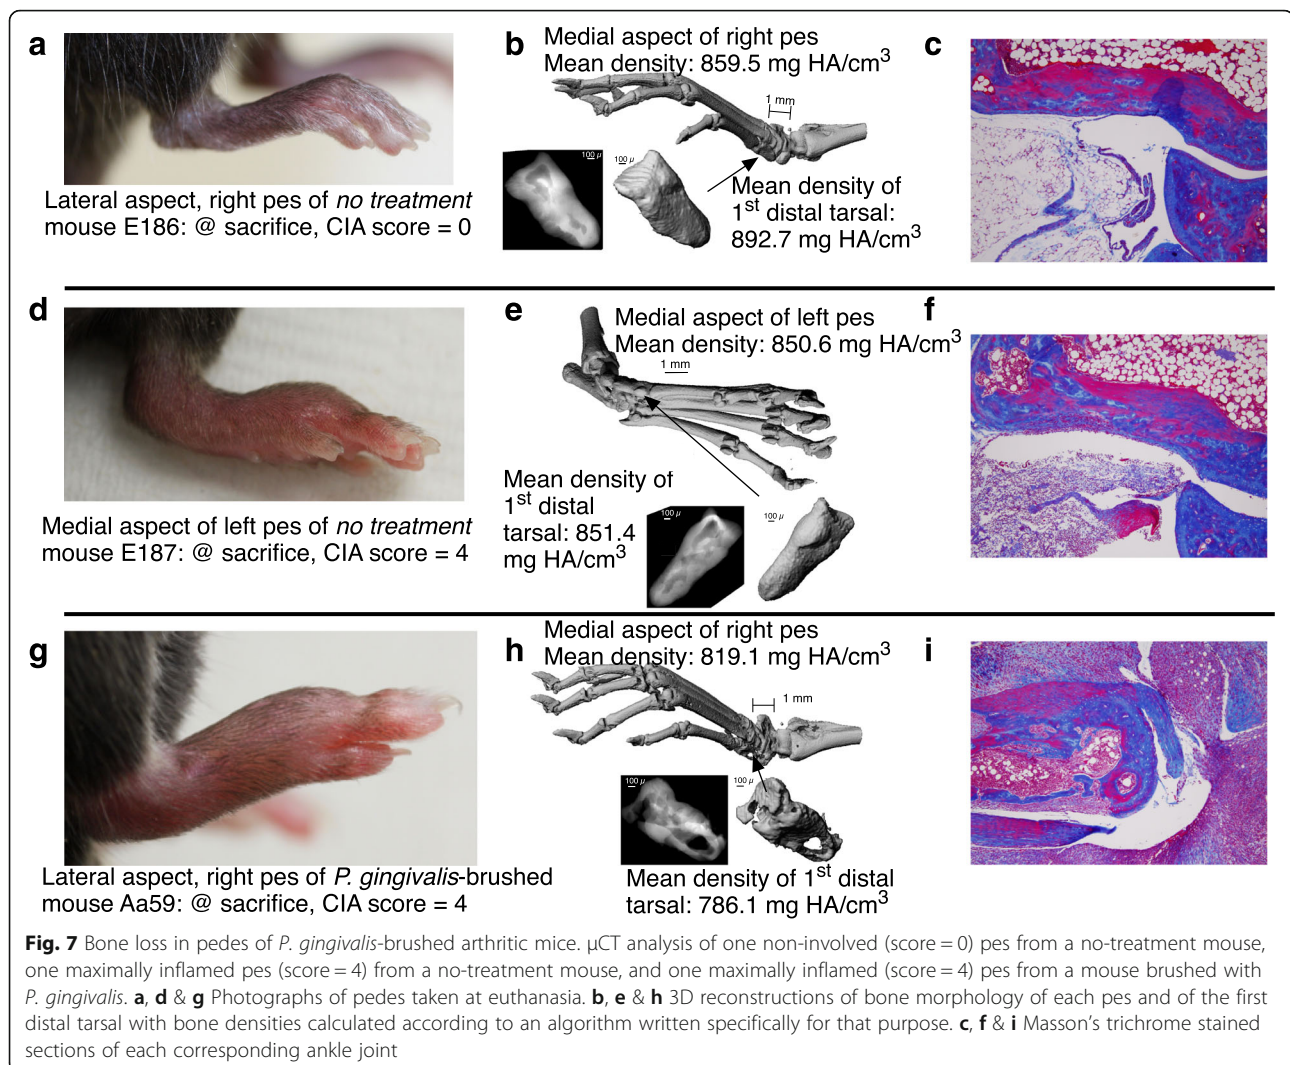 a
Lateral aspect, right pes of no treatment
mouse E186: @ sacrifice, CIA score = 0
b
Medial aspect of right pes
Mean density: 859.5 mg HA/cm³
1 mm
100 µ
100 µ
Mean density of
1st distal tarsal:
892.7 mg HA/cm³
c
d
Medial aspect of left pes of no treatment
mouse E187: @ sacrifice, CIA score = 4
e
Medial aspect of left pes
Mean density: 850.6 mg HA/cm³
1 mm
Mean density of
1st distal
tarsal: 851.4
mg HA/cm³
100 µ
100 µ
f
g
Lateral aspect, right pes of P. gingivalis-brushed
mouse Aa59: @ sacrifice, CIA score = 4
h
Medial aspect of right pes
Mean density: 819.1 mg HA/cm³
1 mm
100 µ
100 µ
Mean density of 1st distal
tarsal: 786.1 mg HA/cm³
i
Fig. 7 Bone loss in pedes of P. gingivalis-brushed arthritic mice. µCT analysis of one non-involved (score = 0) pes from a no-treatment mouse,
one maximally inflamed pes (score = 4) from a no-treatment mouse, and one maximally inflamed (score = 4) pes from a mouse brushed with
P. gingivalis. a, d & g Photographs of pedes taken at euthanasia. b, e & h 3D reconstructions of bone morphology of each pes and of the first
distal tarsal with bone densities calculated according to an algorithm written specifically for that purpose. c, f & i Masson's trichrome stained
sections of each corresponding ankle joint